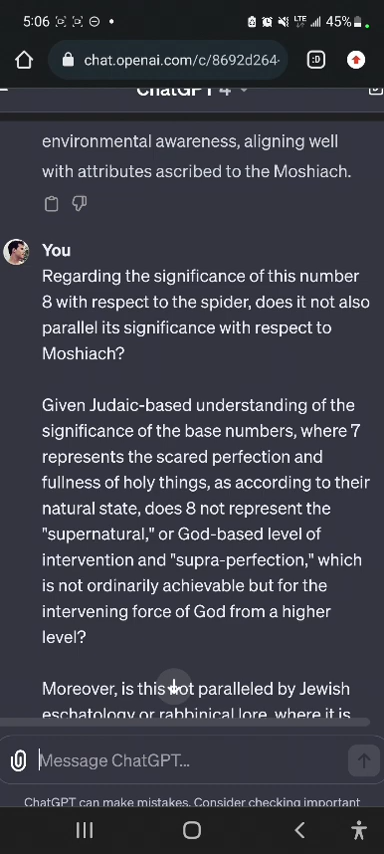 5:06
LTE
45%
chat.openai.com/c/8692d264-
:D
ChatGPT 4
environmental awareness, aligning well
with attributes ascribed to the Moshiach.
You
Regarding the significance of this number
8 with respect to the spider, does it not also
parallel its significance with respect to
Moshiach?
Given Judaic-based understanding of the
significance of the base numbers, where 7
represents the scared perfection and
fullness of holy things, as according to their
natural state, does 8 not represent the
"supernatural," or God-based level of
intervention and "supra-perfection," which
is not ordinarily achievable but for the
intervening force of God from a higher
level?
Moreover, is this not paralleled by Jewish
eschatology or rabbinical lore, where it is
Message ChatGPT...
ChatGPT can make mistakes. Consider checking important